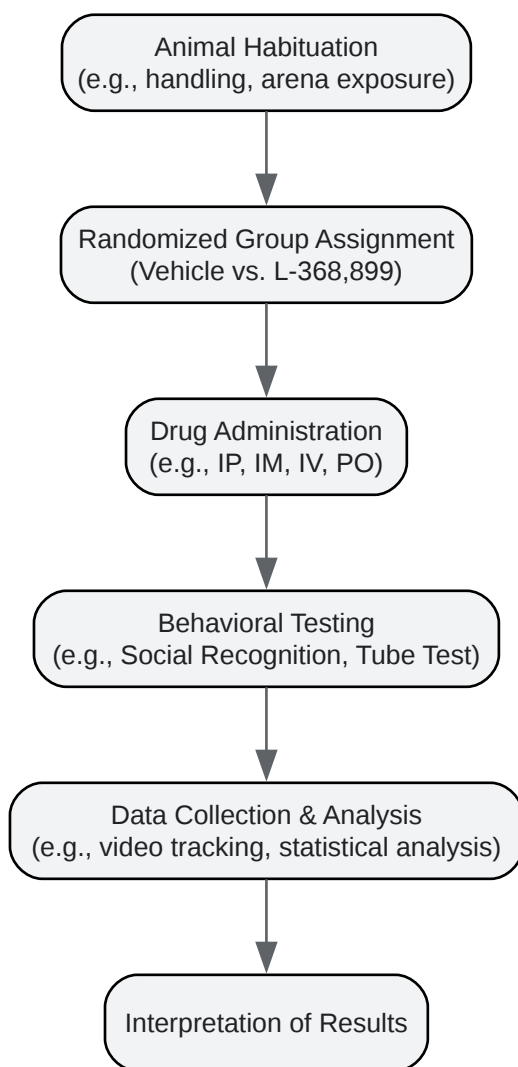 Animal Habituation
(e.g., handling, arena exposure)
Randomized Group Assignment
(Vehicle vs. L-368,899)
Drug Administration
(e.g., IP, IM, IV, PO)
Behavioral Testing
(e.g., Social Recognition, Tube Test)
Data Collection & Analysis
(e.g., video tracking, statistical analysis)
Interpretation of Results